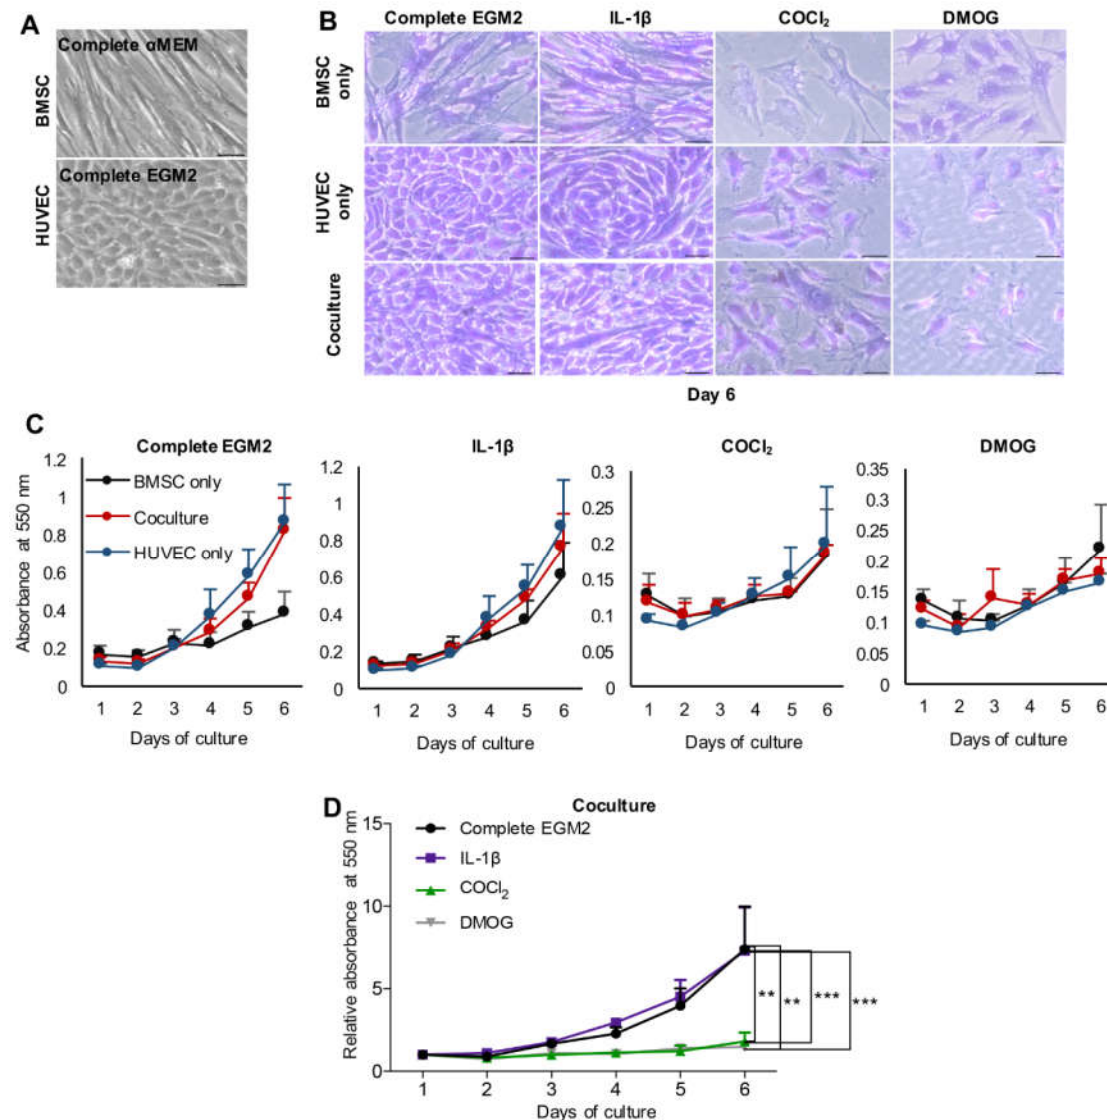 A
Complete αMEM
BMSC
Complete EGM2
HUVEC
B
Complete EGM2
IL-1β
COCl₂
DMOG
BMSC
only
HUVEC
only
Coculture
Day 6
C
Complete EGM2
Absorbance at 550 nm
1.2
1
0.8
0.6
0.4
0.2
0
BMSC only
Coculture
HUVEC only
1 2 3 4 5 6
Days of culture
IL-1β
1.2
1
0.8
0.6
0.4
0.2
0
1 2 3 4 5 6
Days of culture
COCl₂
0.3
0.25
0.2
0.15
0.1
0.05
0
1 2 3 4 5 6
Days of culture
DMOG
0.35
0.3
0.25
0.2
0.15
0.1
0.05
0
1 2 3 4 5 6
Days of culture
D
Coculture
Relative absorbance at 550 nm
15
10
5
0
Complete EGM2
IL-1β
COCl₂
DMOG
** ** *** ***
1 2 3 4 5 6
Days of culture